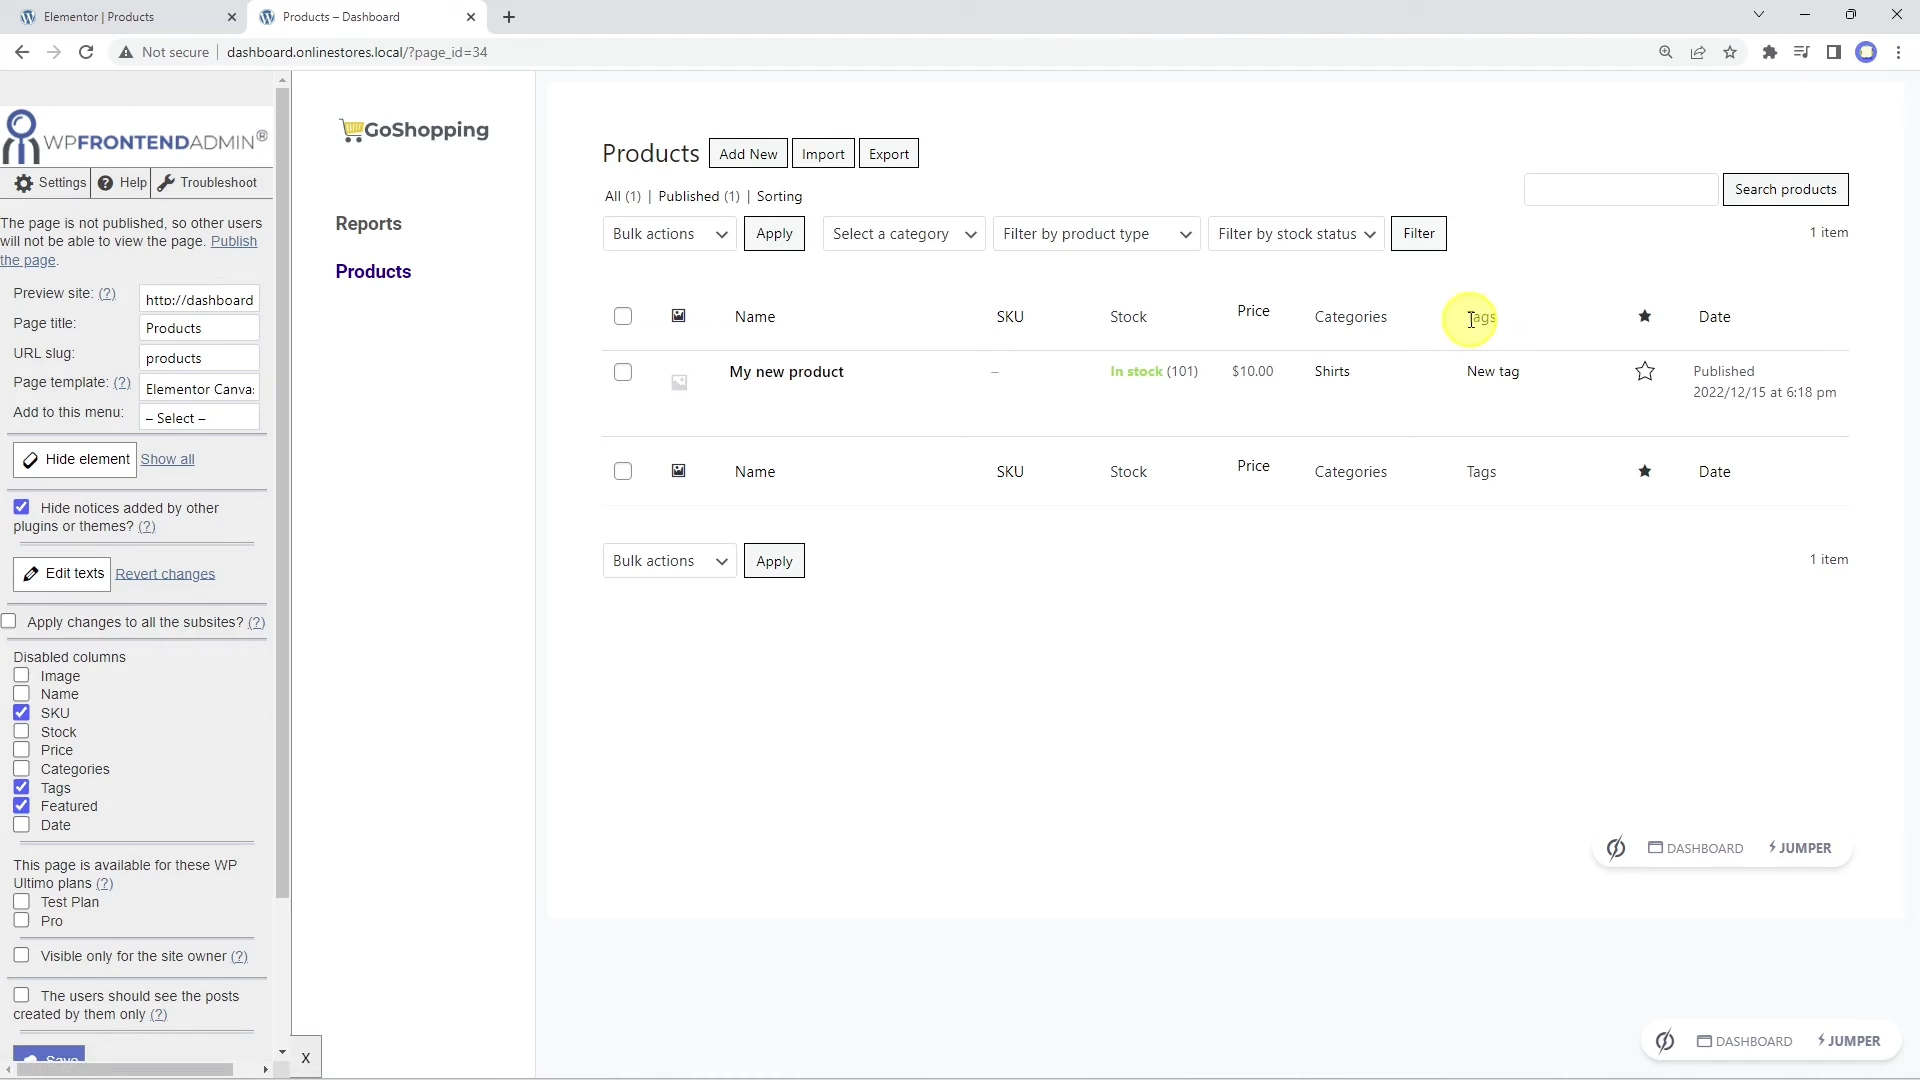 Elementor | Products
Products – Dashboard
Not secure
dashboard.onlinestores.local/?page_id=34
WPFRONTENDADMIN®
Settings
Help
Troubleshoot
The page is not published, so other users
will not be able to view the page. Publish
the page.
Preview site: (?)
http://dashboard
Page title:
Products
URL slug:
products
Page template: (?)
Elementor Canva
Add to this menu:
– Select –
Hide element
Show all
Hide notices added by other
plugins or themes? (?)
Edit texts
Revert changes
Apply changes to all the subsites? (?)
Disabled columns
Image
Name
SKU
Stock
Price
Categories
Tags
Featured
Date
This page is available for these WP
Ultimo plans (?)
Test Plan
Pro
Visible only for the site owner (?)
The users should see the posts
created by them only (?)
Save
X
GoShopping
Reports
Products
Products
Add New
Import
Export
All (1) | Published (1) | Sorting
Search products
Bulk actions
Apply
Select a category
Filter by product type
Filter by stock status
Filter
1 item
Name
SKU
Stock
Price
Categories
Tags
Date
My new product
–
In stock (101)
$10.00
Shirts
New tag
Published
2022/12/15 at 6:18 pm
Name
SKU
Stock
Price
Categories
Tags
Date
Bulk actions
Apply
1 item
DASHBOARD
JUMPER
DASHBOARD
JUMPER